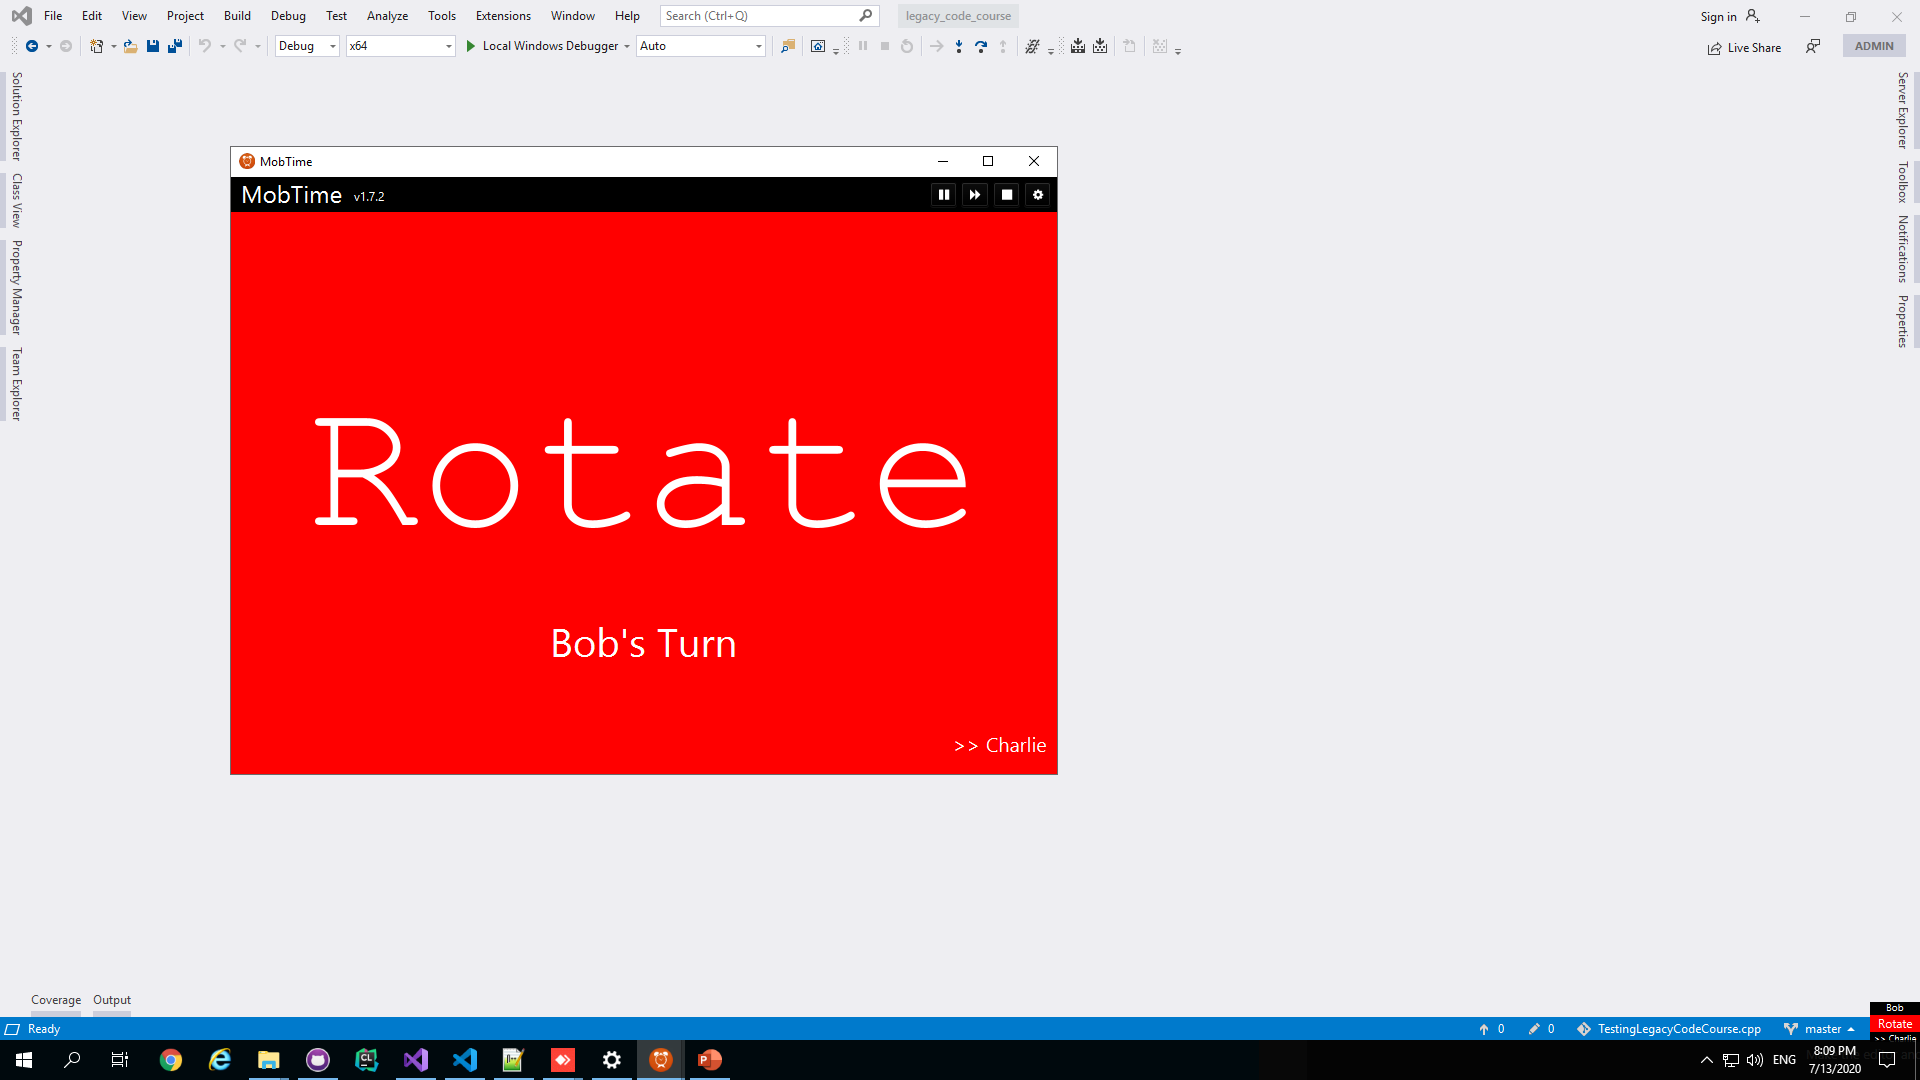 File Edit View Project Build Debug Test Analyze Tools Extensions Window Help Search (Ctrl+Q) legacy_code_course Sign in
Debug x64 Local Windows Debugger Auto Live Share ADMIN
Solution Explorer
Class View
Property Manager
Team Explorer
Server Explorer
Toolbox
Notifications
Properties
MobTime
MobTime v1.7.2
Rotate
Bob's Turn
>> Charlie
Coverage Output
Bob
Rotate
>> Charlie
Ready 0 0 TestingLegacyCodeCourse.cpp master
ENG 8:09 PM
7/13/2020